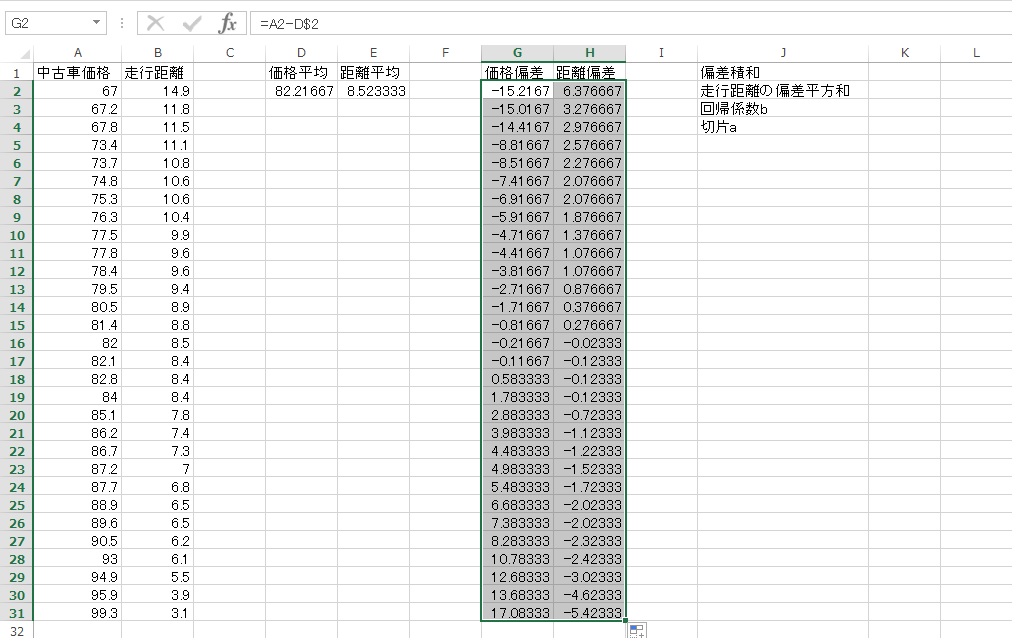 G2 fx =A2-D$2
A B C D E F G H I J K L
1 中古車価格 走行距離 価格平均 距離平均 価格偏差 距離偏差 偏差積和
2 67 14.9 82.21667 8.523333 -15.2167 6.376667 走行距離の偏差平方和
3 67.2 11.8 -15.0167 3.276667 回帰係数b
4 67.8 11.5 -14.4167 2.976667 切片a
5 73.4 11.1 -8.81667 2.576667
6 73.7 10.8 -8.51667 2.276667
7 74.8 10.6 -7.41667 2.076667
8 75.3 10.6 -6.91667 2.076667
9 76.3 10.4 -5.91667 1.876667
10 77.5 9.9 -4.71667 1.376667
11 77.8 9.6 -4.41667 1.076667
12 78.4 9.6 -3.81667 1.076667
13 79.5 9.4 -2.71667 0.876667
14 80.5 8.9 -1.71667 0.376667
15 81.4 8.8 -0.81667 0.276667
16 82 8.5 -0.21667 -0.02333
17 82.1 8.4 -0.11667 -0.12333
18 82.8 8.4 0.583333 -0.12333
19 84 8.4 1.783333 -0.12333
20 85.1 7.8 2.883333 -0.72333
21 86.2 7.4 3.983333 -1.12333
22 86.7 7.3 4.483333 -1.22333
23 87.2 7 4.983333 -1.52333
24 87.7 6.8 5.483333 -1.72333
25 88.9 6.5 6.683333 -2.02333
26 89.6 6.5 7.383333 -2.02333
27 90.5 6.2 8.283333 -2.32333
28 93 6.1 10.78333 -2.42333
29 94.9 5.5 12.68333 -3.02333
30 95.9 3.9 13.68333 -4.62333
31 99.3 3.1 17.08333 -5.42333
32